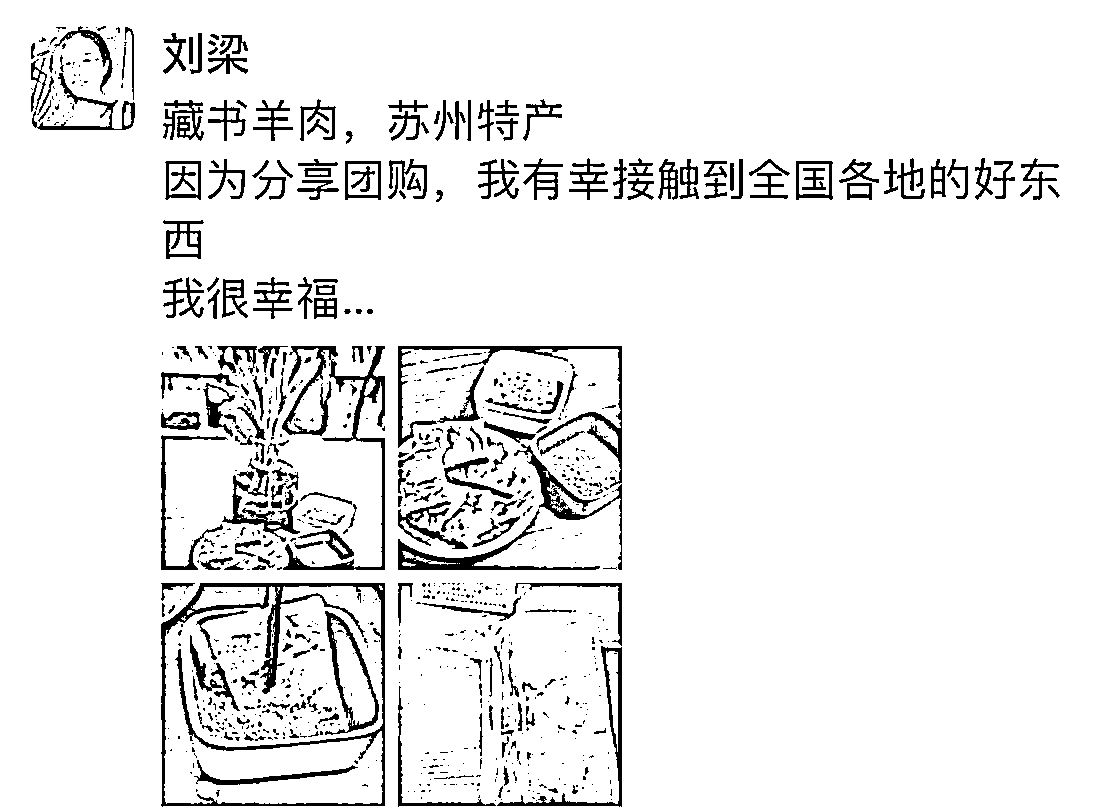 刘梁
藏书羊肉，苏州特产
因为分享团购，我有幸接触到全国各地的好东
西
我很幸福...